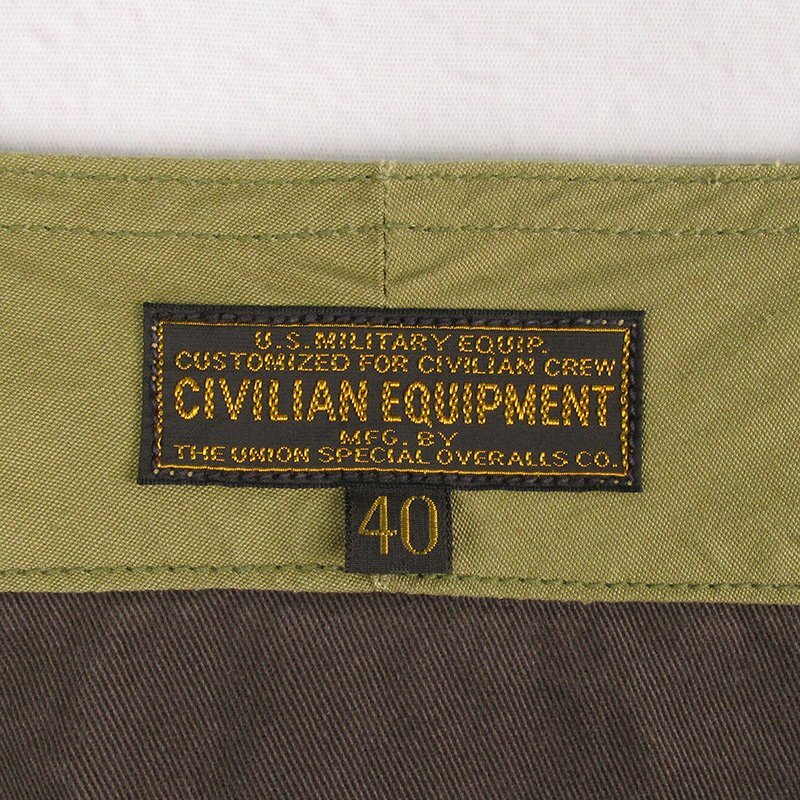 U.S. MILITARY EQUIP.
CUSTOMIZED FOR CIVILIAN CREW
CIVILIAN EQUIPMENT
MFG. BY
THE UNION SPECIAL OVERALLS CO.
40